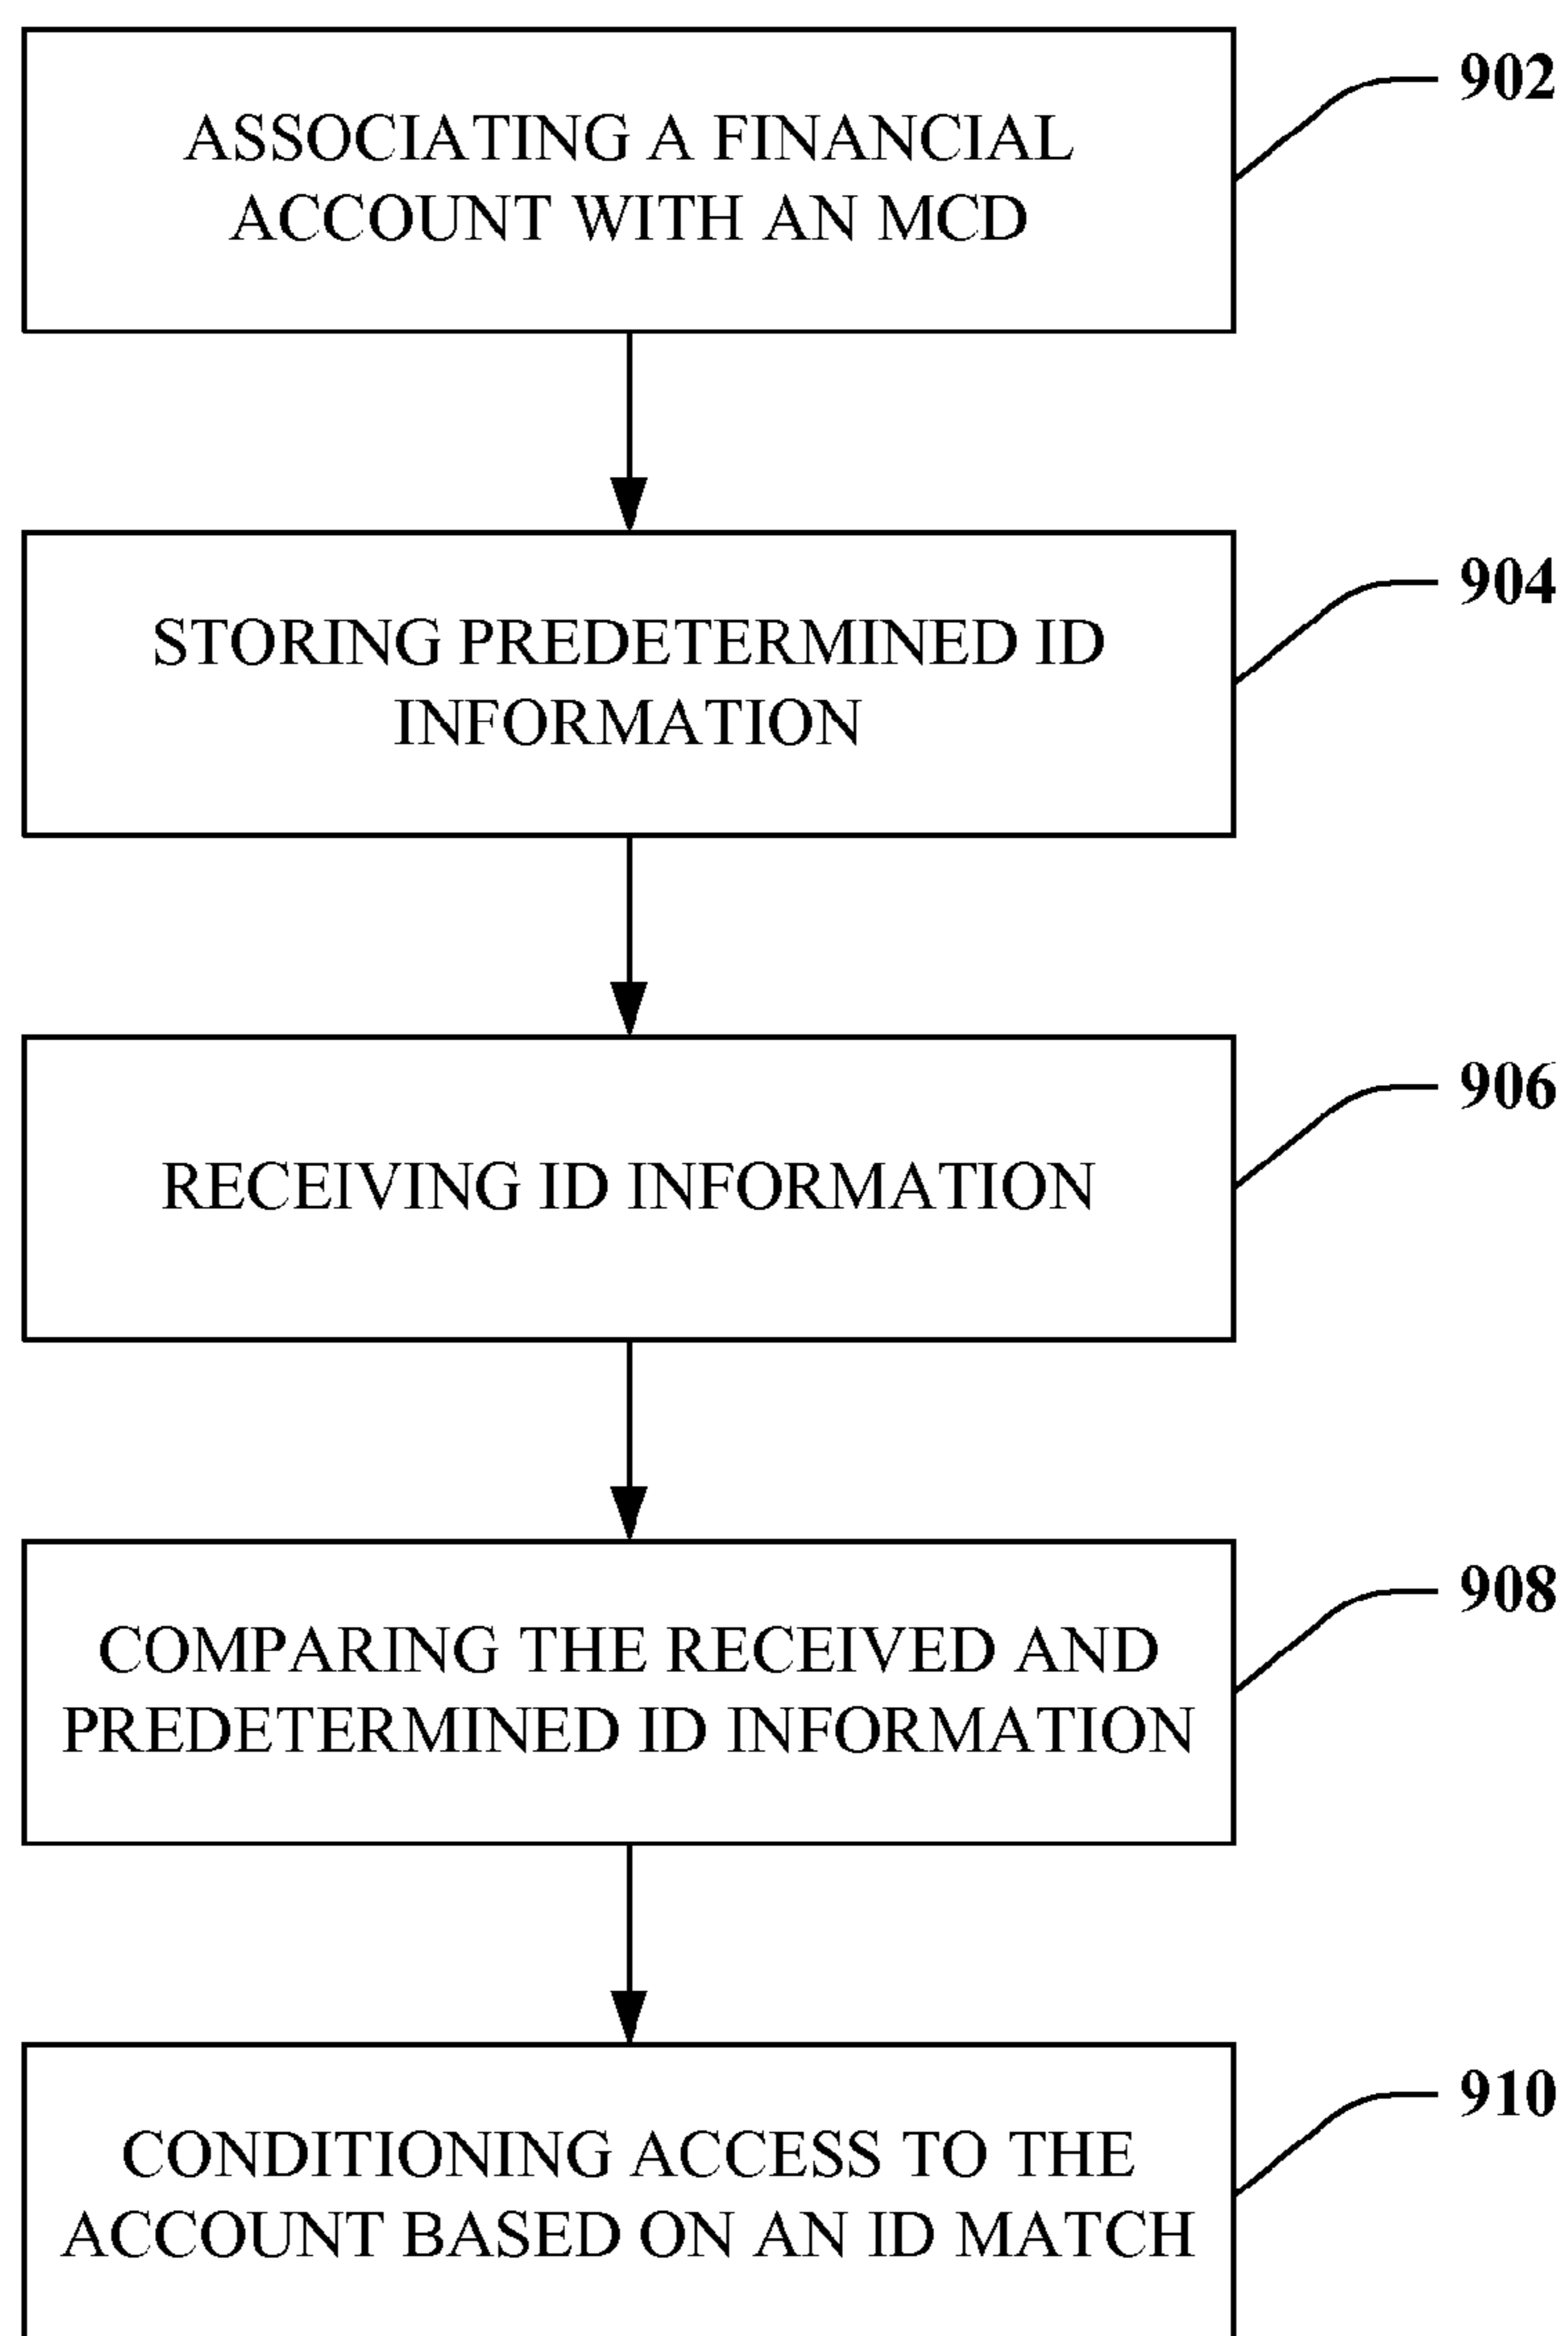 902
ASSOCIATING A FINANCIAL
ACCOUNT WITH AN MCD
904
STORING PREDETERMINED ID
INFORMATION
906
RECEIVING ID INFORMATION
908
COMPARING THE RECEIVED AND
PREDETERMINED ID INFORMATION
910
CONDITIONING ACCESS TO THE
ACCOUNT BASED ON AN ID MATCH